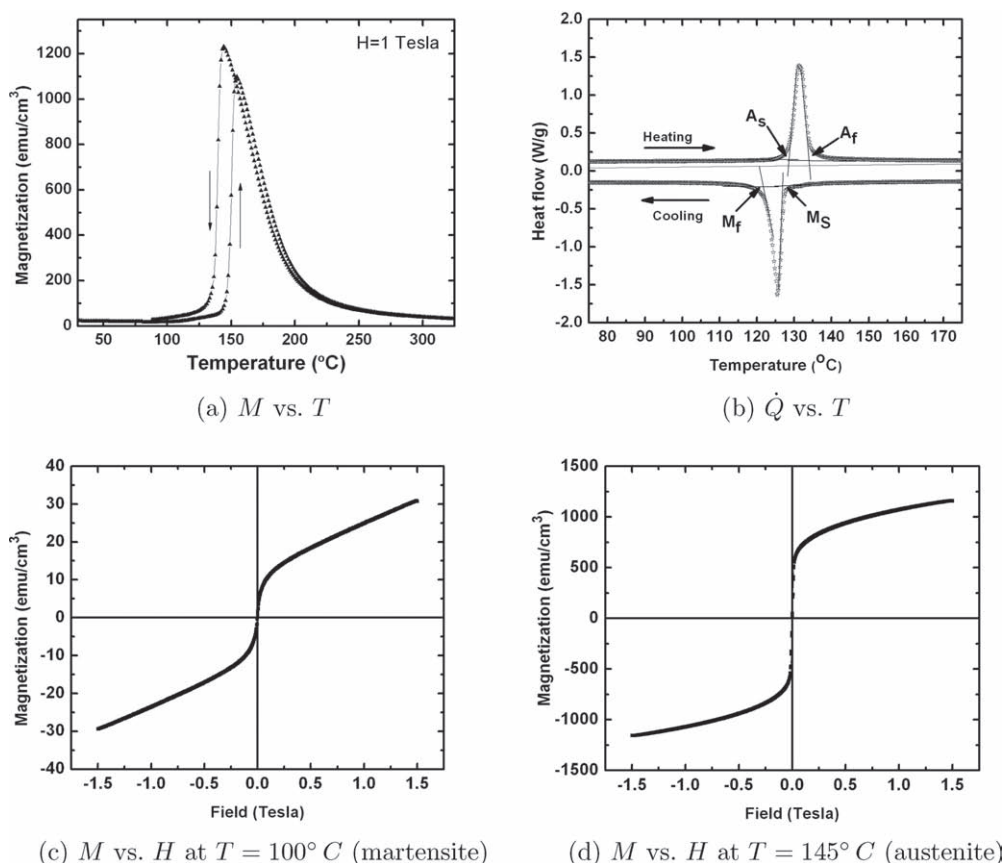 H=1 Tesla
Magnetization (emu/cm³)
1200
1000
800
600
400
200
0
50 100 150 200 250 300
Temperature (°C)
(a) M vs. T
2.0
1.5
1.0
0.5
0.0
-0.5
-1.0
-1.5
-2.0
Heat flow (W/g)
Heating
A_S
A_f
Cooling
M_f
M_S
80 90 100 110 120 130 140 150 160 170
Temperature (°C)
(b) Q̇ vs. T
40
30
20
10
0
-10
-20
-30
-40
Magnetization (emu/cm³)
-1.5 -1.0 -0.5 0.0 0.5 1.0 1.5
Field (Tesla)
(c) M vs. H at T = 100° C (martensite)
1500
1000
500
0
-500
-1000
-1500
Magnetization (emu/cm³)
-1.5 -1.0 -0.5 0.0 0.5 1.0 1.5
Field (Tesla)
(d) M vs. H at T = 145° C (austenite)